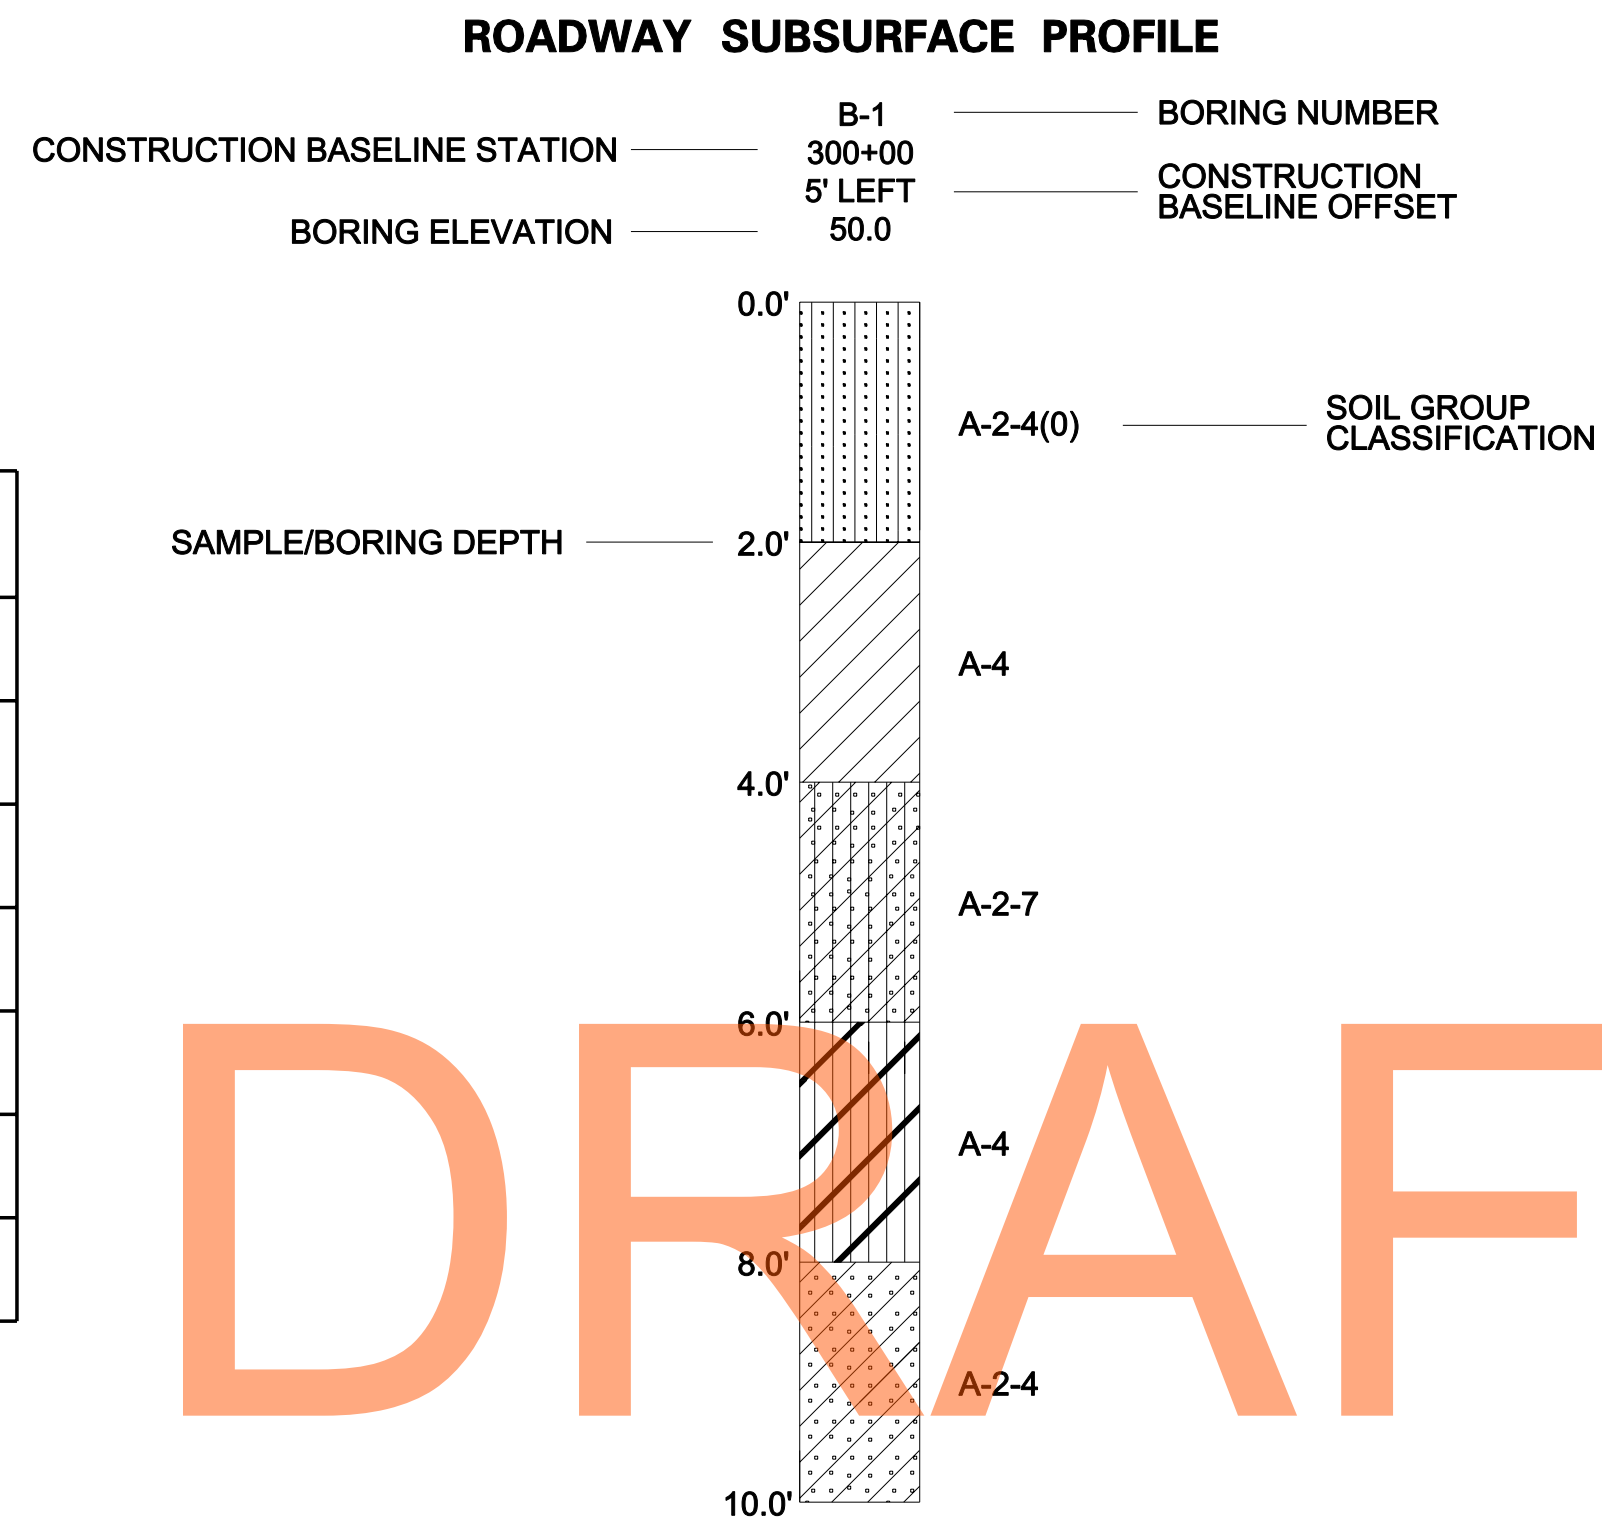 ROADWAY SUBSURFACE PROFILE
B-1
BORING NUMBER
CONSTRUCTION BASELINE STATION
300+00
5' LEFT
CONSTRUCTION
BASELINE OFFSET
BORING ELEVATION
50.0
0.0'
A-2-4(0)
SOIL GROUP
CLASSIFICATION
SAMPLE/BORING DEPTH
2.0'
A-4
4.0'
A-2-7
6.0'
A-4
8.0'
A-2-4
10.0'
DRAF